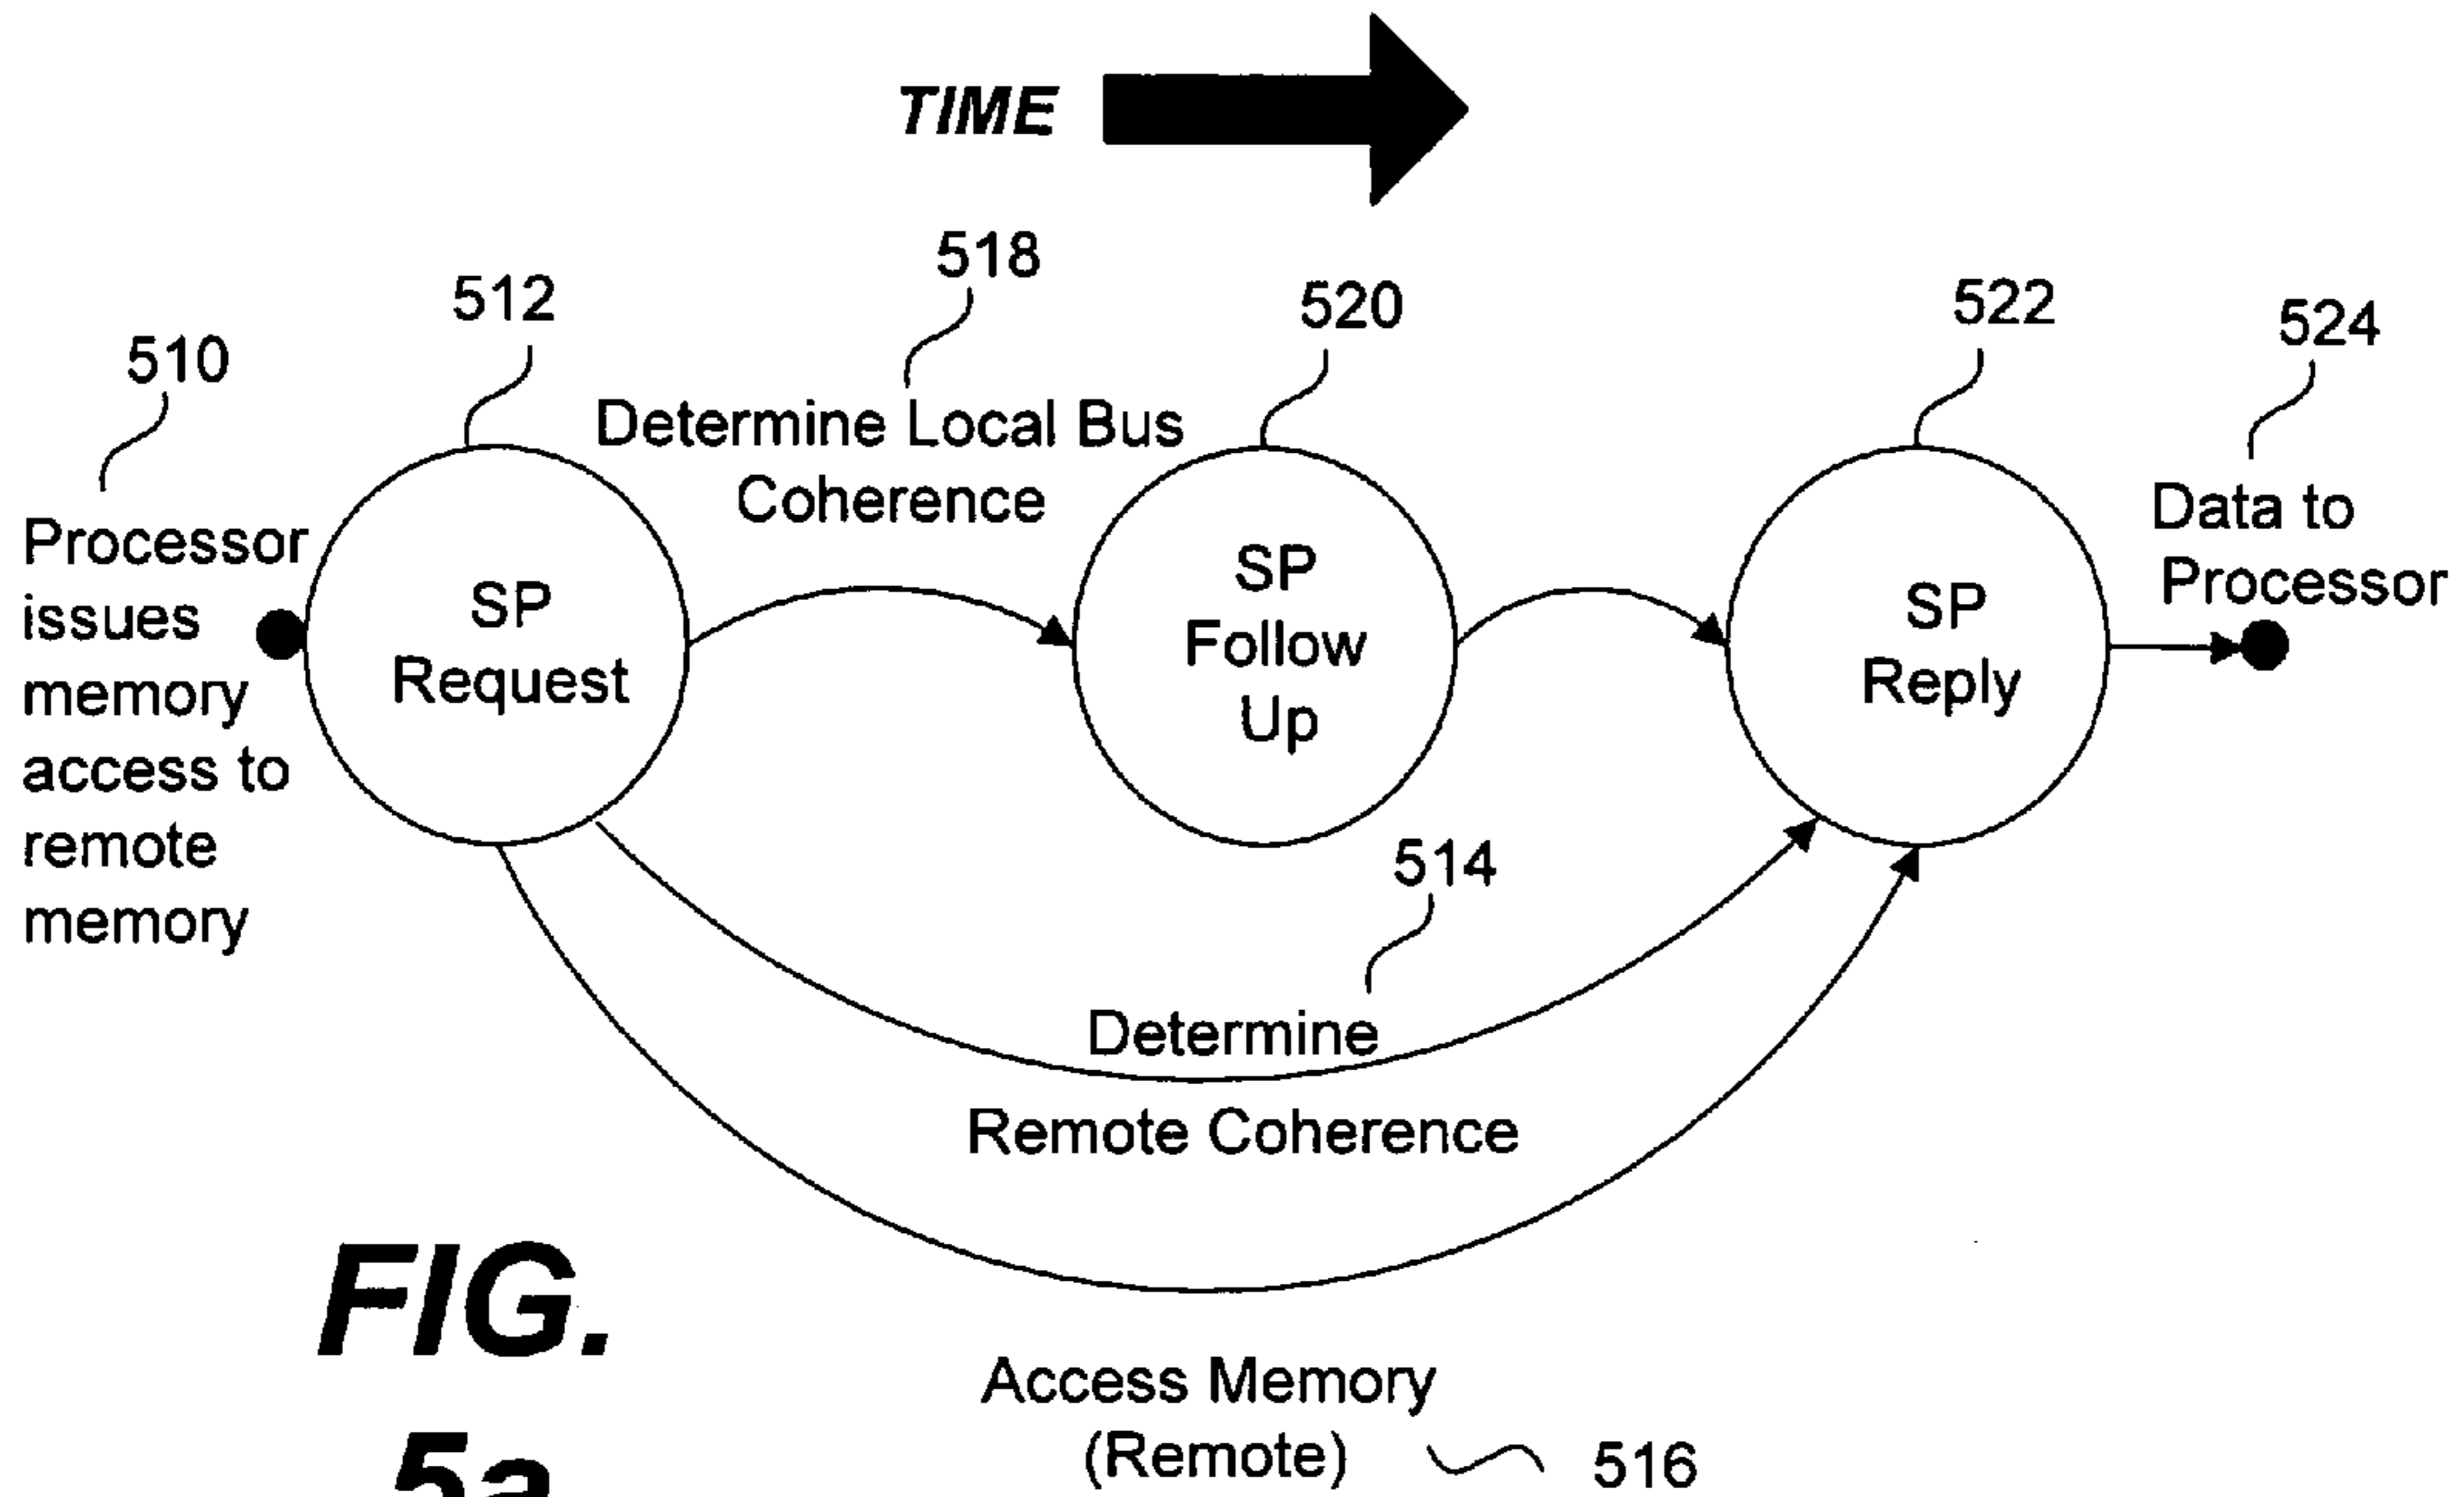 TIME
518
512
520
522
524
510
Determine Local Bus
Coherence
Data to
Processor
Processor
issues
memory
access to
remote
memory
SP
Request
SP
Follow
Up
SP
Reply
514
Determine
Remote Coherence
FIG.
5a
Access Memory
(Remote)
516